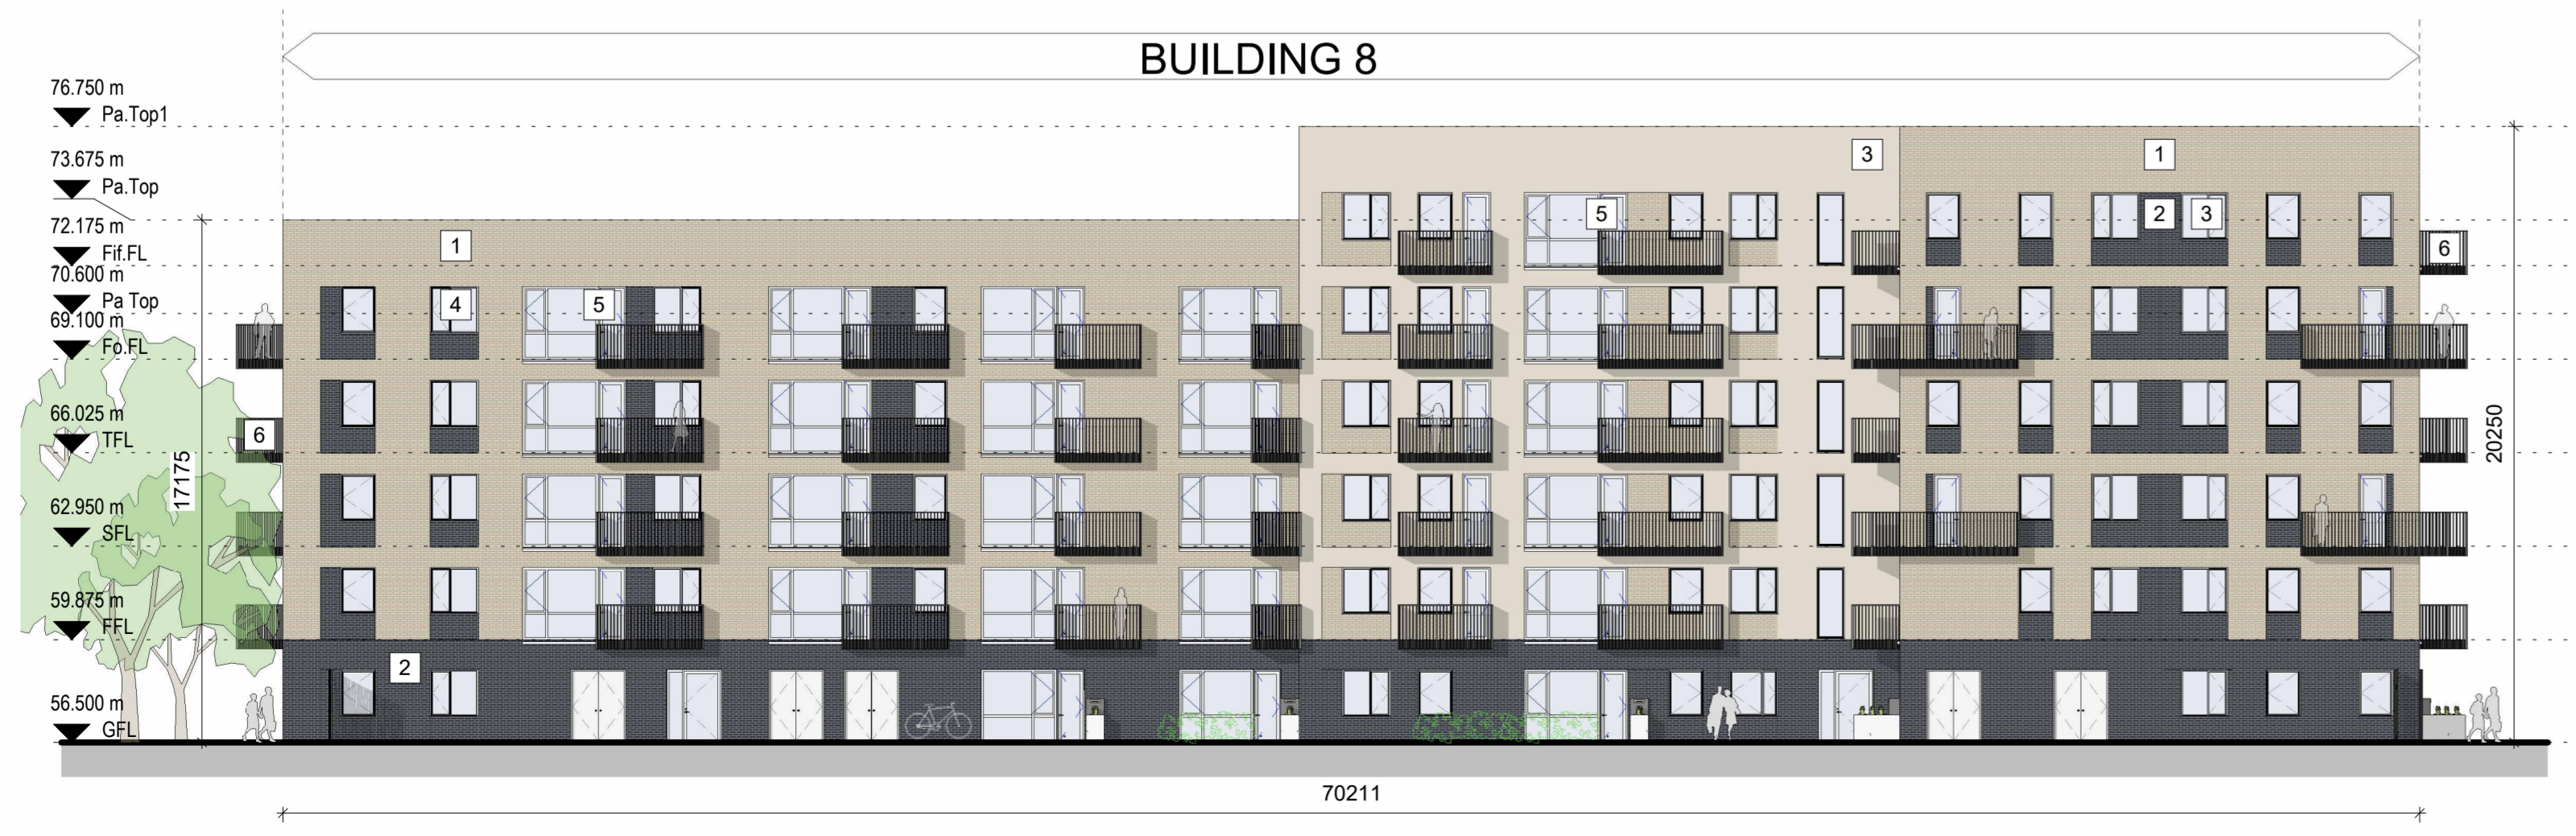 BUILDING 8
76.750 m
Pa.Top1
73.675 m
Pa.Top
72.175 m
Fif.FL
70.600 m
Pa Top
69.100 m
Fo.FL
66.025 m
TFL
62.950 m
SFL
59.875 m
FFL
56.500 m
GFL
17175
3
1
5
2 3
1
6
4
5
6
2
20250
70211